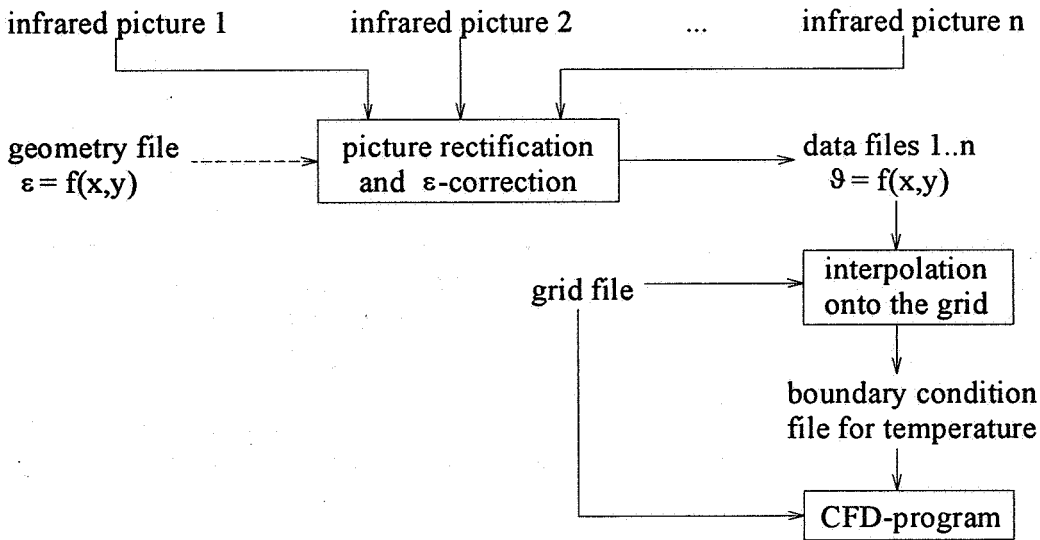 infrared picture 1
infrared picture 2
...
infrared picture n
geometry file
ε = f(x,y)
picture rectification
and ε-correction
data files 1..n
ϑ = f(x,y)
interpolation
onto the grid
grid file
boundary condition
file for temperature
CFD-program